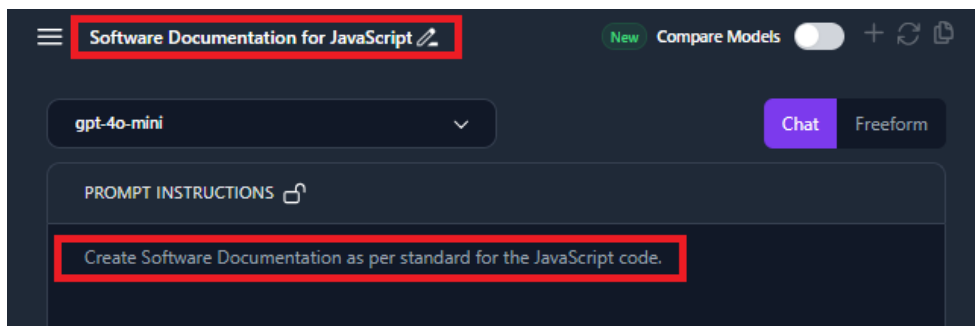 Software Documentation for JavaScript
New Compare Models
gpt-4o-mini
Chat Freeform
PROMPT INSTRUCTIONS
Create Software Documentation as per standard for the JavaScript code.